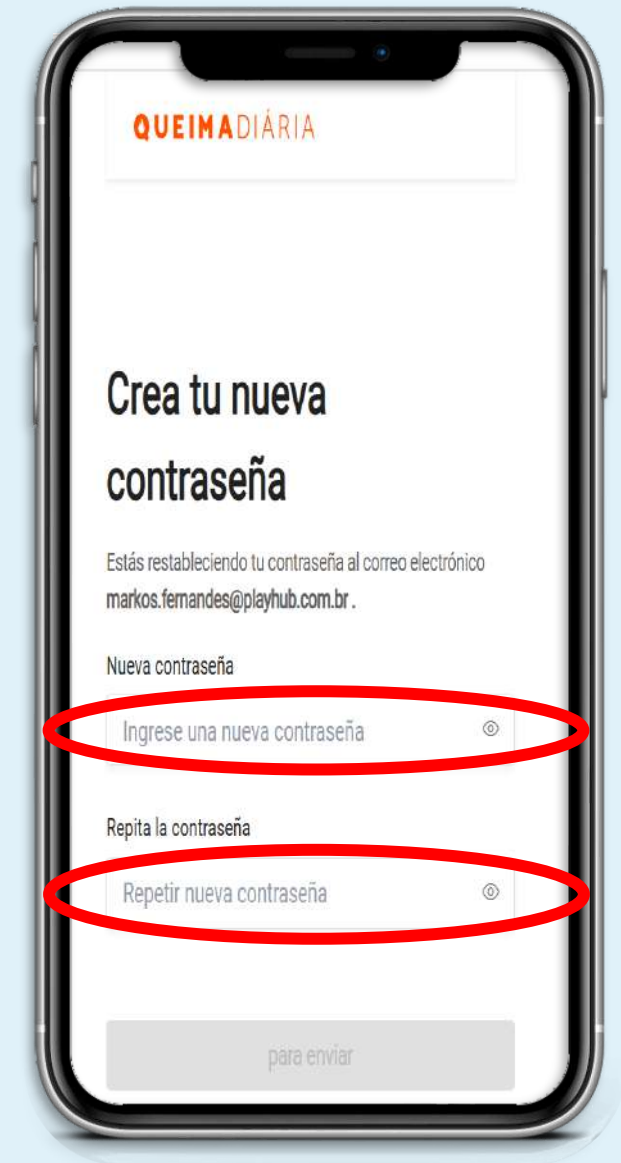 QUEIMADIÁRIA
Crea tu nueva
contraseña
Estás restableciendo tu contraseña al correo electrónico
markos.fernandes@playhub.com.br .
Nueva contraseña
Ingrese una nueva contraseña
Repita la contraseña
Repetir nueva contraseña
para enviar